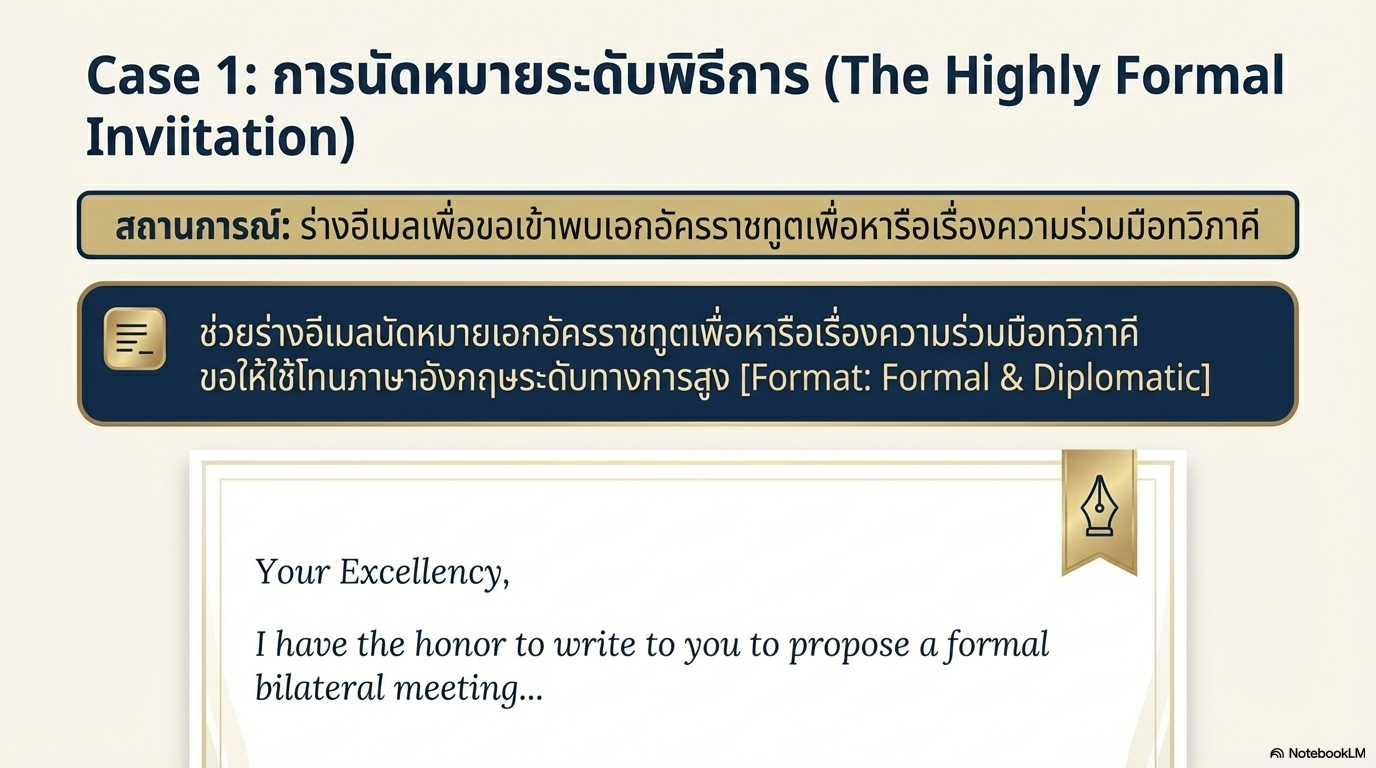 Case 1: การนัดหมายระดับพิธีการ (The Highly Formal
Inviitation)
สถานการณ์: ร่างอีเมลเพื่อขอเข้าพบเอกอัครราชทูตเพื่อหารือเรื่องความร่วมมือทวิภาคี
ช่วยร่างอีเมลนัดหมายเอกอัครราชทูตเพื่อหารือเรื่องความร่วมมือทวิภาคี
ขอให้ใช้โทนภาษาอังกฤษระดับทางการสูง [Format: Formal & Diplomatic]
Your Excellency,
I have the honor to write to you to propose a formal
bilateral meeting...
NotebookLM